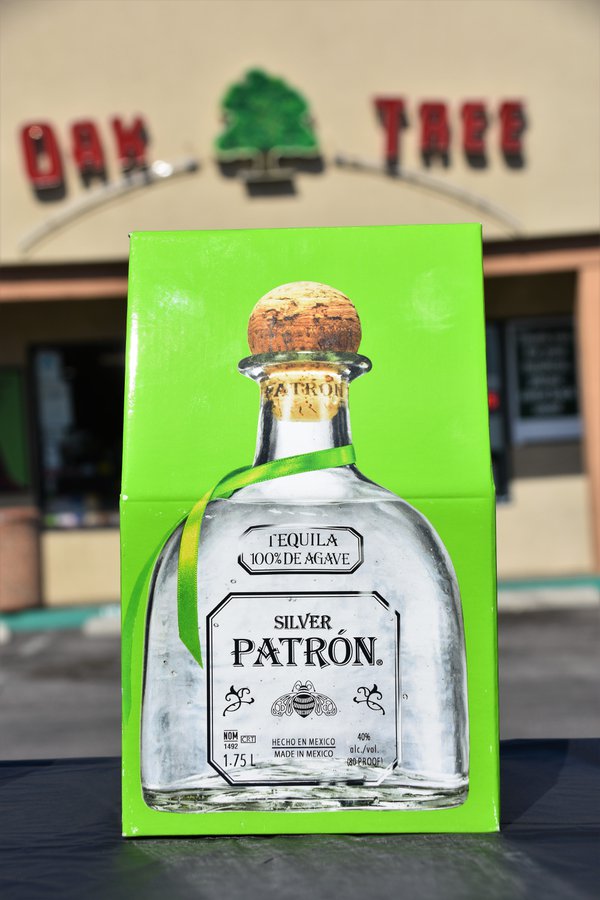 OAK TREE
PATRÓN
TEQUILA
100% DE AGAVE
SILVER
PATRÓN®
NOM CRT
1492
1.75 L
HECHO EN MEXICO
MADE IN MEXICO
40%
alc./vol.
(80 PROOF)